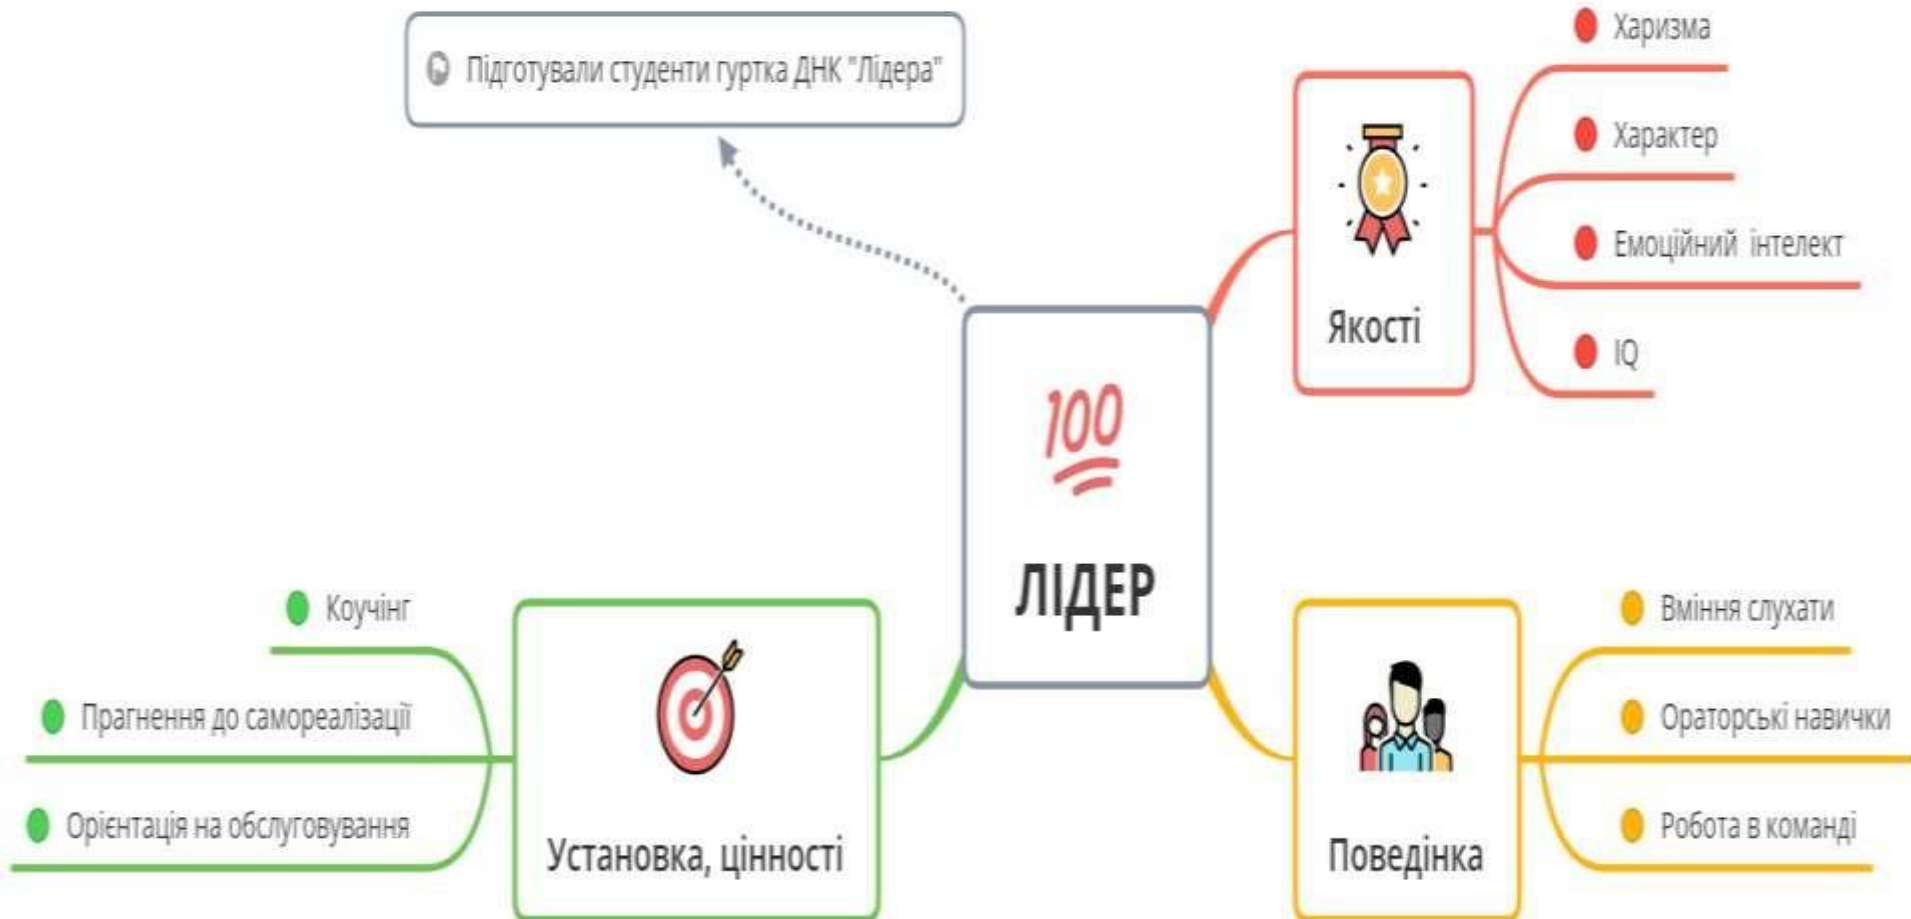 Підготували студенти гуртка ДНК "Лідера"
100
ЛІДЕР
Якості
Харизма
Характер
Емоційний інтелект
IQ
Поведінка
Вміння слухати
Ораторські навички
Робота в команді
Установка, цінності
Коучінг
Прагнення до самореалізації
Орієнтація на обслуговування